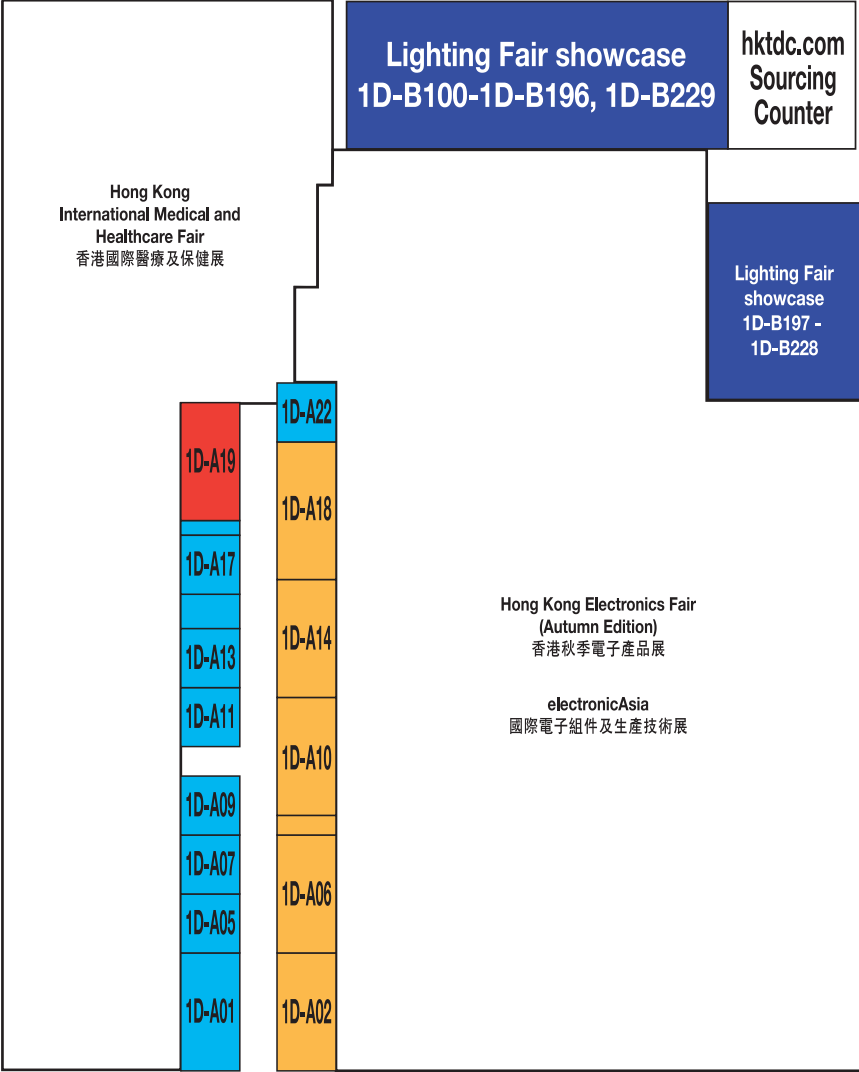 Lighting Fair showcase
1D-B100-1D-B196, 1D-B229
hktdc.com
Sourcing
Counter
Hong Kong
International Medical and
Healthcare Fair
香港國際醫療及保健展
Lighting Fair
showcase
1D-B197 -
1D-B228
1D-A22
1D-A19
1D-A18
1D-A17
1D-A14
1D-A13
1D-A11
1D-A10
1D-A09
1D-A07
1D-A06
1D-A05
1D-A01
1D-A02
Hong Kong Electronics Fair
(Autumn Edition)
香港秋季電子產品展
electronicAsia
國際電子組件及生產技術展